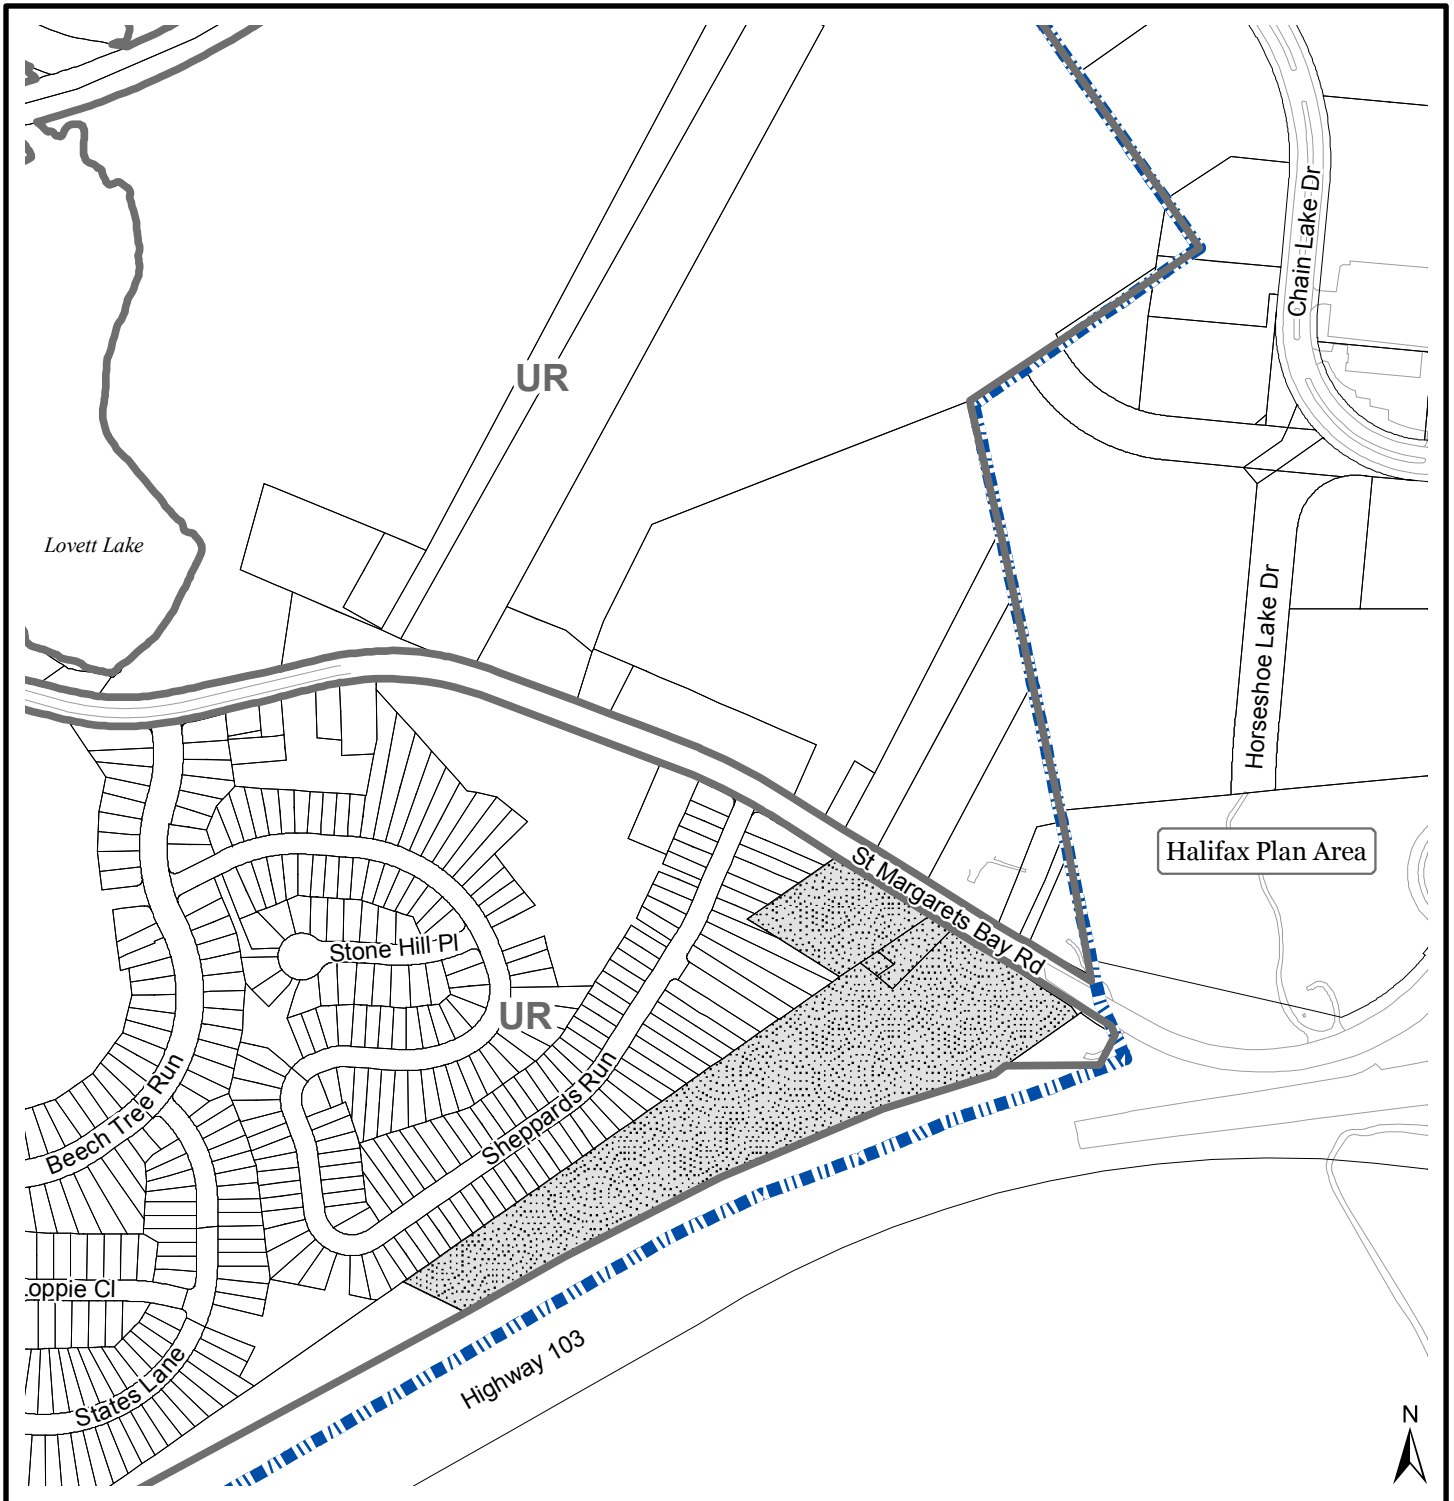 Chain Lake Dr
UR
Lovett Lake
Horseshoe Lake Dr
Halifax Plan Area
St Margarets Bay Rd
Stone Hill Pl
UR
Sheppards Run
Beech Tree Run
oppie Cl
States Lane
Highway 103
N